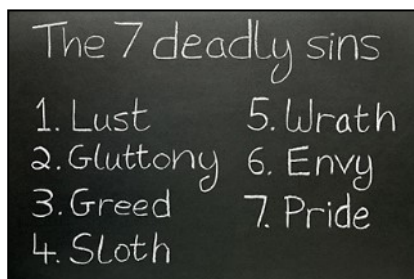 The 7 deadly sins
1. Lust
2. Gluttony
3. Greed
4. Sloth
5. Wrath
6. Envy
7. Pride